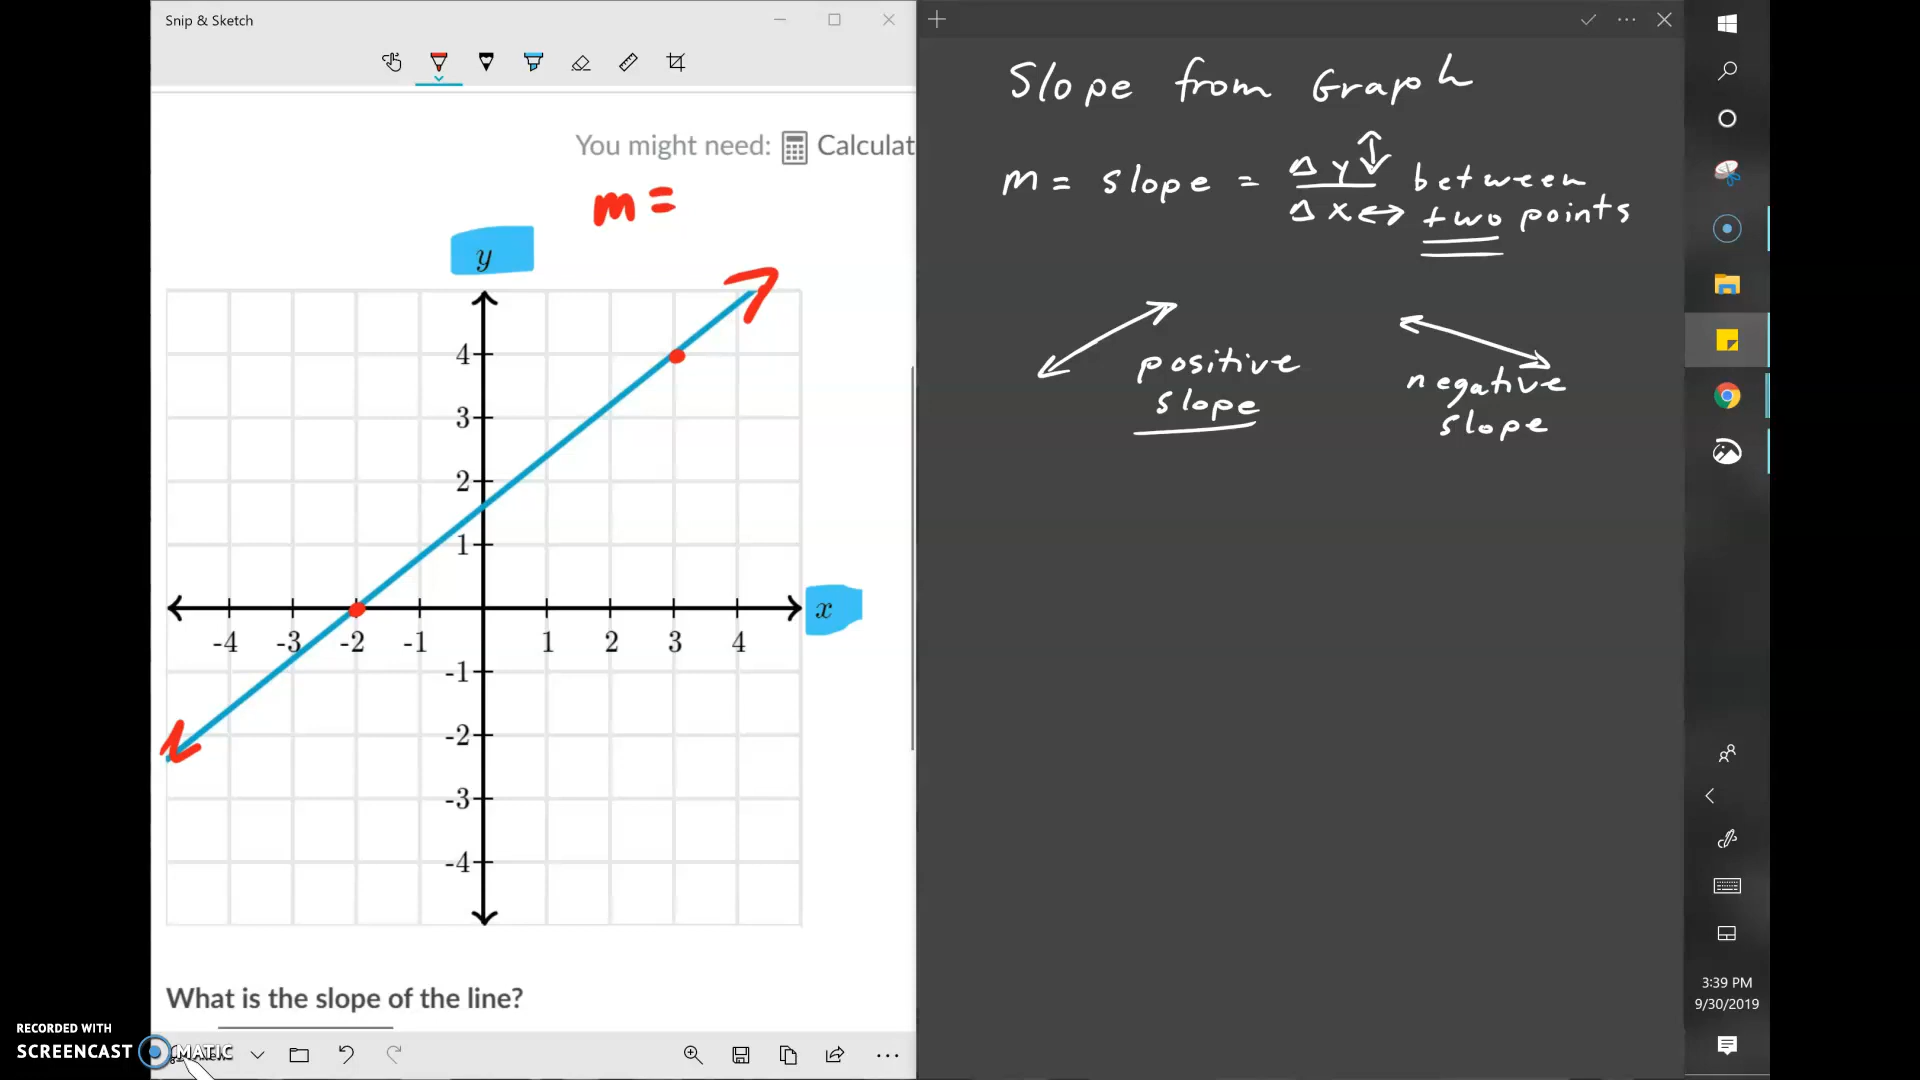 Snip & Sketch
You might need: Calculat
m =
y
4
3
2
1
x
-4 -3 -2 -1 1 2 3 4
-1
-2
-3
-4
What is the slope of the line?
Slope from Graph
m = slope = Δy between
Δx two points
positive
slope
negative
slope
3:39 PM
9/30/2019
RECORDED WITH
SCREENCAST MATIC